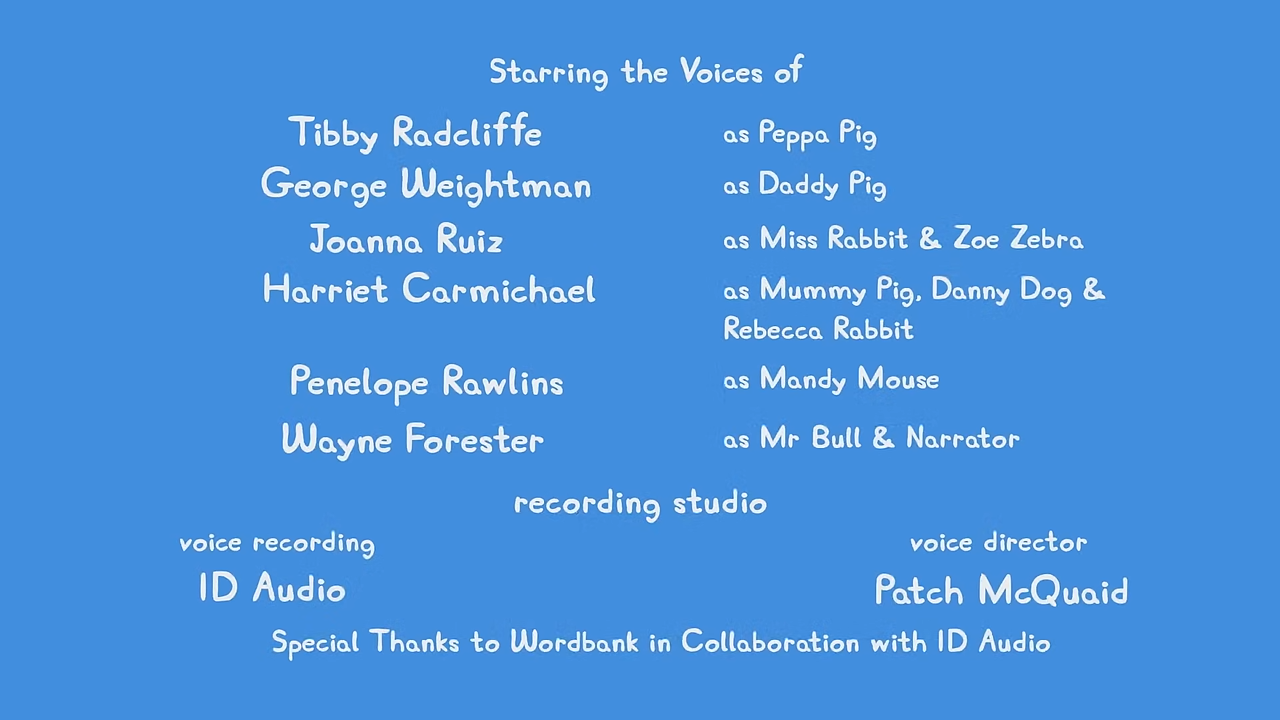 Starring the Voices of
Tibby Radcliffe as Peppa Pig
George Weightman as Daddy Pig
Joanna Ruiz as Miss Rabbit & Zoe Zebra
Harriet Carmichael as Mummy Pig, Danny Dog &
Rebecca Rabbit
Penelope Rawlins as Mandy Mouse
Wayne Forester as Mr Bull & Narrator
recording studio
voice recording voice director
ID Audio Patch McQuaid
Special Thanks to Wordbank in Collaboration with ID Audio